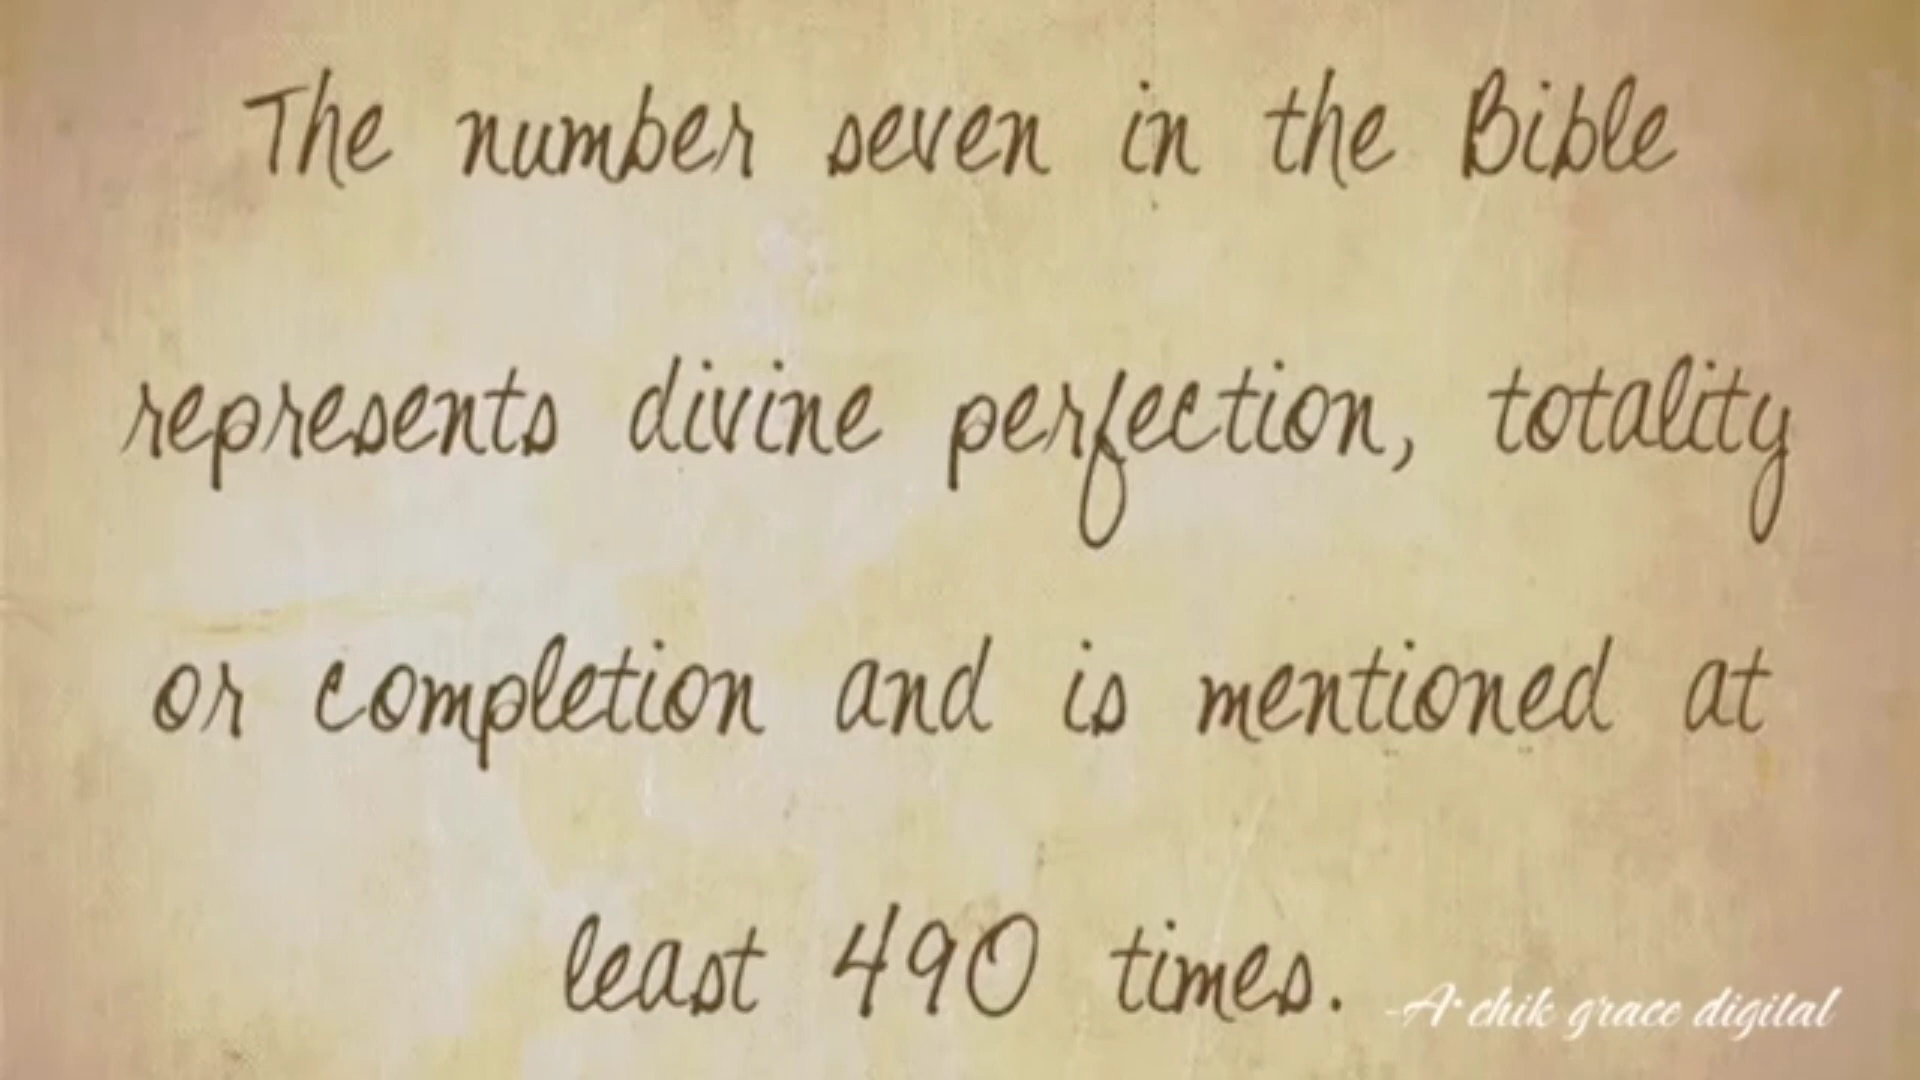 The number seven in the Bible
represents divine perfection, totality
or completion and is mentioned at
least 490 times.
-A·chik grace digital